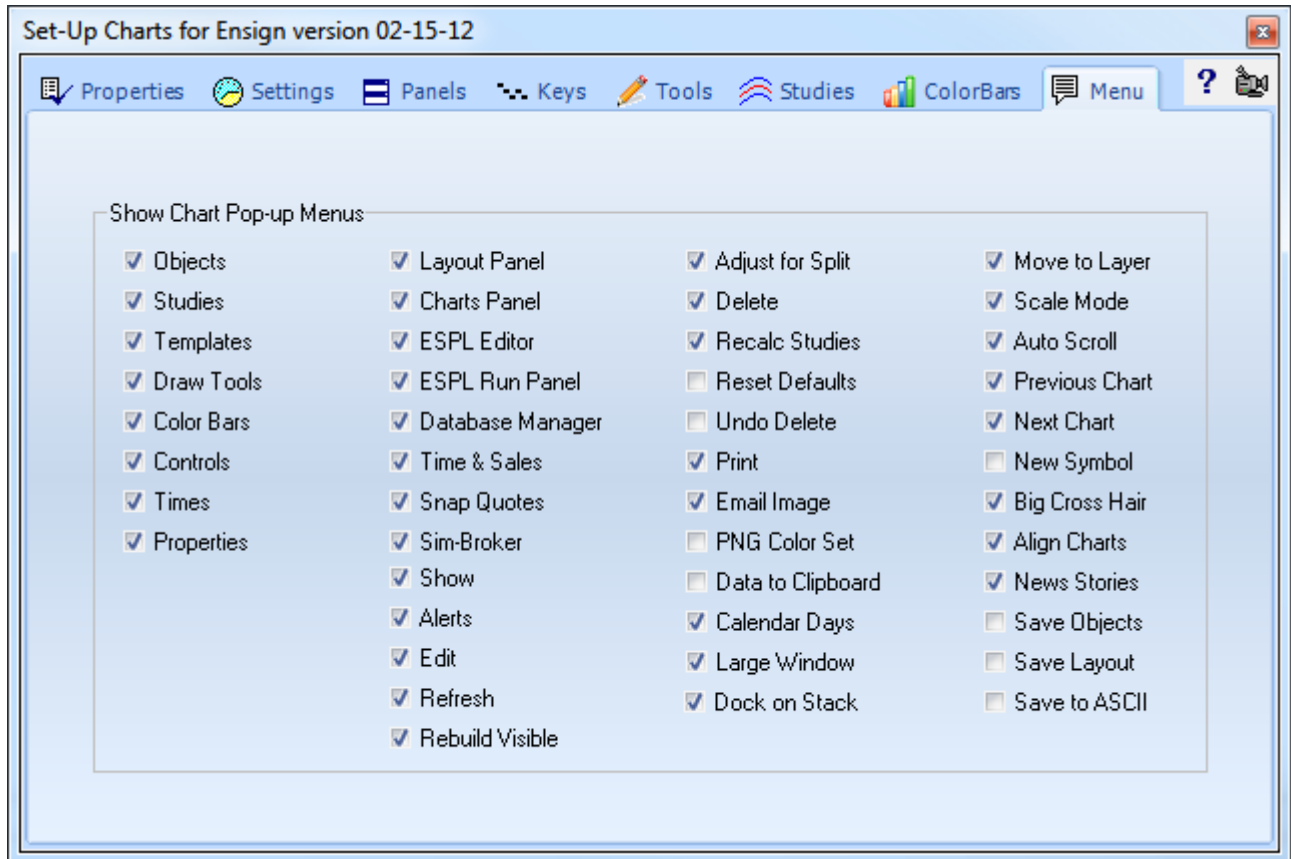 Set-Up Charts for Ensign version 02-15-12
Properties Settings Panels Keys Tools Studies ColorBars Menu ?
Show Chart Pop-up Menus
Objects
Studies
Templates
Draw Tools
Color Bars
Controls
Times
Properties
Layout Panel
Charts Panel
ESPL Editor
ESPL Run Panel
Database Manager
Time & Sales
Snap Quotes
Sim-Broker
Show
Alerts
Edit
Refresh
Rebuild Visible
Adjust for Split
Delete
Recalc Studies
Reset Defaults
Undo Delete
Print
Email Image
PNG Color Set
Data to Clipboard
Calendar Days
Large Window
Dock on Stack
Move to Layer
Scale Mode
Auto Scroll
Previous Chart
Next Chart
New Symbol
Big Cross Hair
Align Charts
News Stories
Save Objects
Save Layout
Save to ASCII